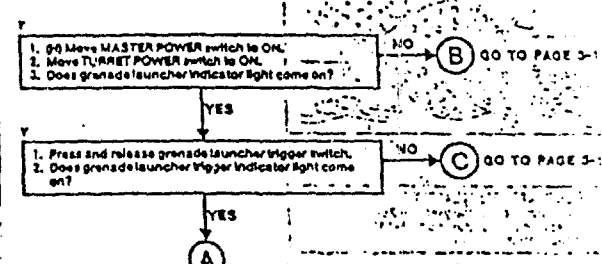 Y
1. (H) Move MASTER POWER switch to ON.
2. Move TURRET POWER switch to ON.
3. Does grenade launcher indicator light come on?
NO
B GO TO PAGE 3-
YES
Y
1. Press and release grenade launcher trigger switch.
2. Does grenade launcher trigger indicator light come
on?
NO
C GO TO PAGE 3-
YES
A